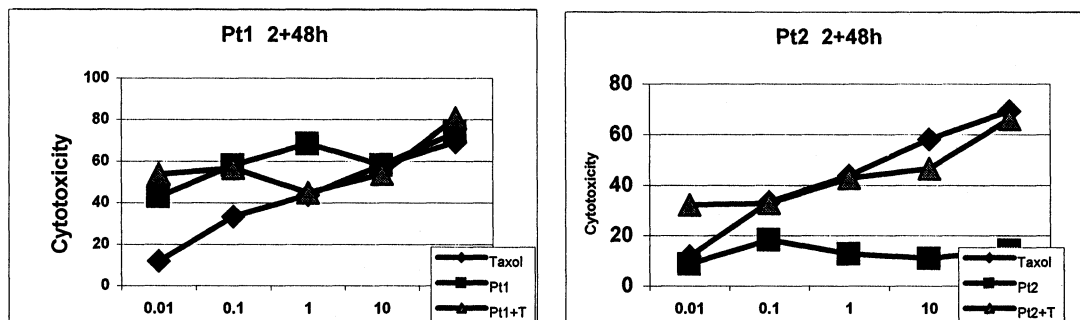 Pt1 2+48h
Cytotoxicity
100
80
60
40
20
0
0.01 0.1 1 10
Taxol
Pt1
Pt1+T
Pt2 2+48h
Cytotoxicity
80
60
40
20
0
0.01 0.1 1 10
Taxol
Pt2
Pt2+T